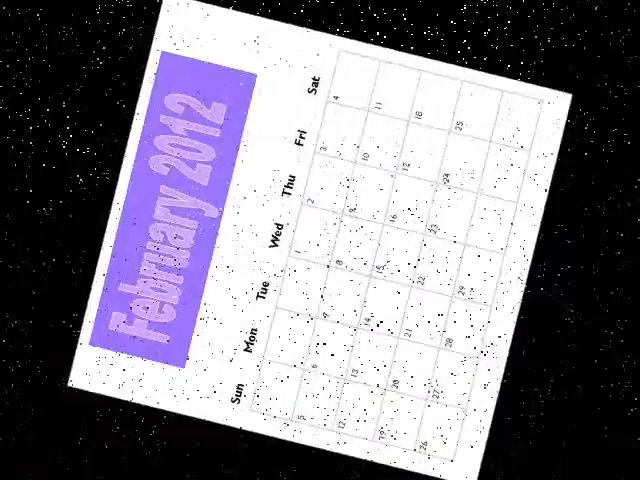 February 2012
Sun Mon Tue Wed Thu Fri Sat
1 2 3 4
5 6 7 8 9 10 11
12 13 14 15 16 17 18
19 20 21 22 23 24 25
26 27 28 29